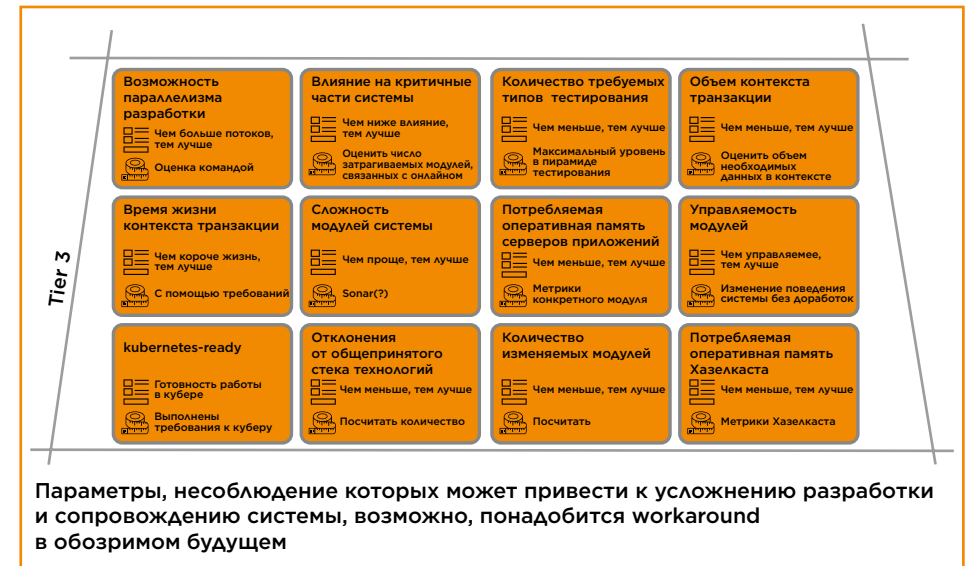 Tier 3
Возможность
параллелизма
разработки
Чем больше потоков,
тем лучше
Оценка командой
Влияние на критичные
части системы
Чем ниже влияние,
тем лучше
Оценить число
затрагиваемых модулей,
связанных с онлайном
Количество требуемых
типов тестирования
Чем меньше, тем лучше
Максимальный уровень
в пирамиде
тестирования
Объем контекста
транзакции
Чем меньше, тем лучше
Оценить объем
необходимых
данных в контексте
Время жизни
контекста транзакции
Чем короче жизнь,
тем лучше
С помощью требований
Сложность
модулей системы
Чем проще, тем лучше
Sonar(?)
Потребляемая
оперативная память
серверов приложений
Чем меньше, тем лучше
Метрики
конкретного модуля
Управляемость
модулей
Чем управляемее,
тем лучше
Изменение поведения
системы без доработок
kubernetes-ready
Готовность работы
в кубере
Выполнены
требования к куберу
Отклонения
от общепринятого
стека технологий
Чем меньше, тем лучше
Посчитать количество
Количество
изменяемых модулей
Чем меньше, тем лучше
Посчитать
Потребляемая
оперативная память
Хазелкаста
Чем меньше, тем лучше
Метрики Хазелкаста
Параметры, несоблюдение которых может привести к усложнению разработки
и сопровождению системы, возможно, понадобится workaround
в обозримом будущем